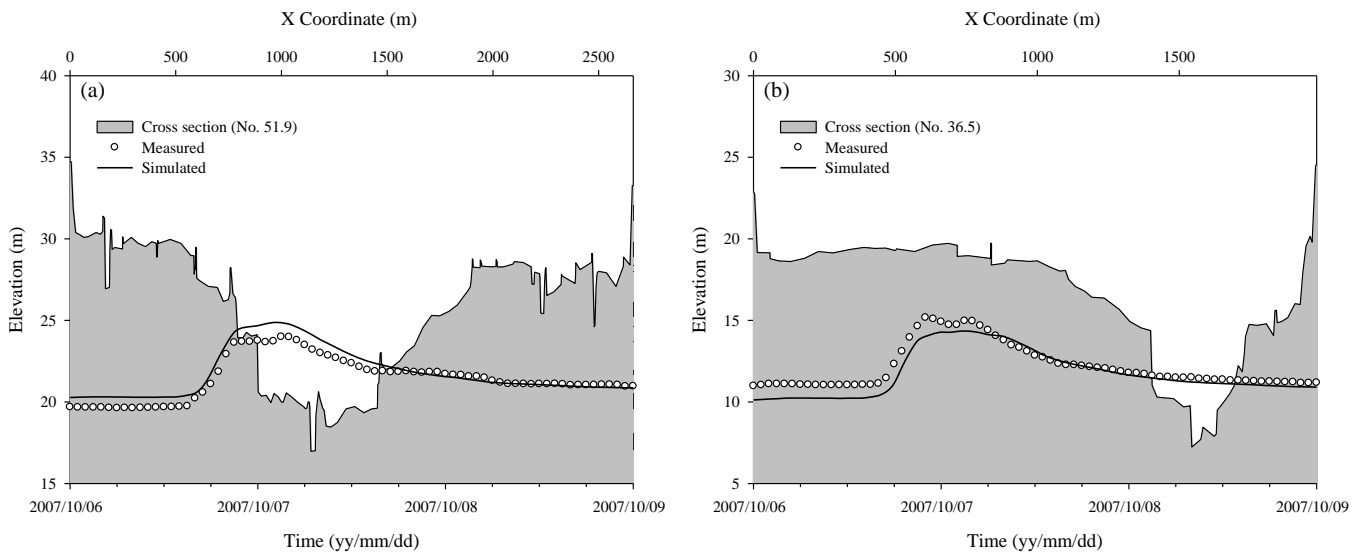 X Coordinate (m)
0 500 1000 1500 2000 2500
40
35
30
25
20
15
Elevation (m)
(a)
Cross section (No. 51.9)
Measured
Simulated
2007/10/06 2007/10/07 2007/10/08 2007/10/09
Time (yy/mm/dd)
X Coordinate (m)
0 500 1000 1500
30
25
20
15
10
5
Elevation (m)
(b)
Cross section (No. 36.5)
Measured
Simulated
2007/10/06 2007/10/07 2007/10/08 2007/10/09
Time (yy/mm/dd)